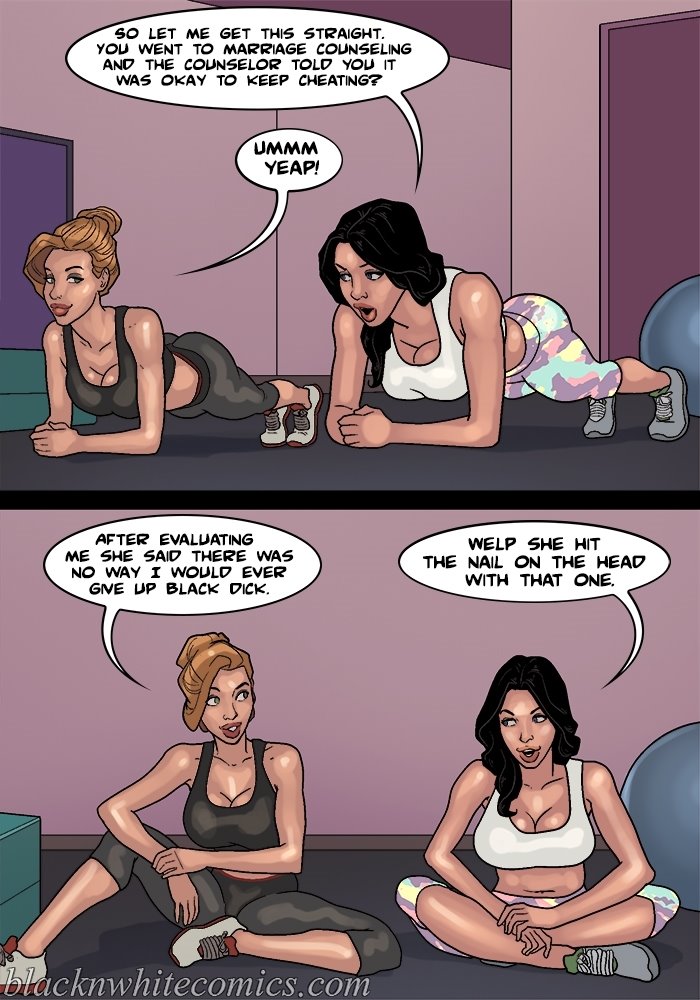 SO LET ME GET THIS STRAIGHT.
YOU WENT TO MARRIAGE COUNSELING
AND THE COUNSELOR TOLD YOU IT
WAS OKAY TO KEEP CHEATING?
UMMM
YEAP!
AFTER EVALUATING
ME SHE SAID THERE WAS
NO WAY I WOULD EVER
GIVE UP BLACK DICK.
WELP SHE HIT
THE NAIL ON THE HEAD
WITH THAT ONE.
blacknwhitecomics.com